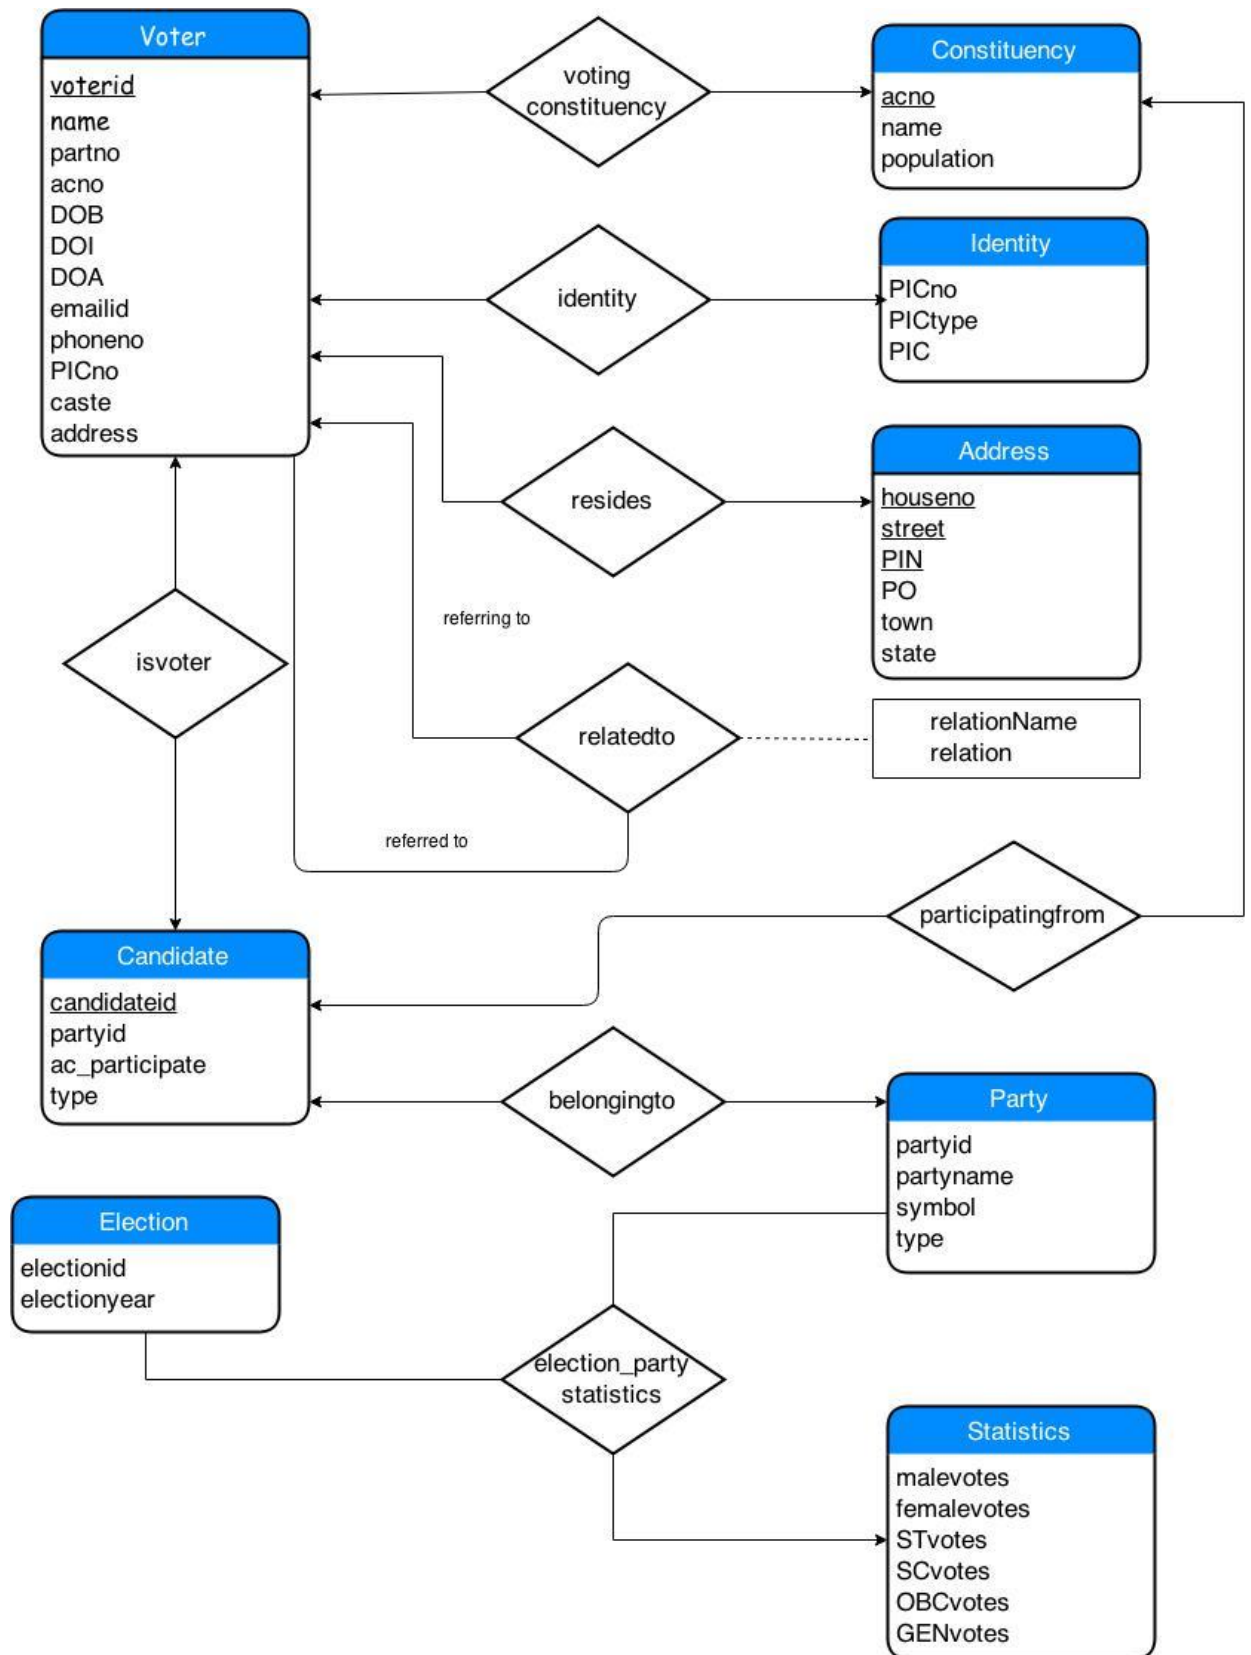 Voter
voterid
name
partno
acno
DOB
DOI
DOA
emailid
phoneno
PICno
caste
address
voting
constituency
Constituency
acno
name
population
identity
Identity
PICno
PICtype
PIC
resides
Address
houseno
street
PIN
PO
town
state
referring to
isvoter
relatedto
relationName
relation
referred to
participatingfrom
Candidate
candidateid
partyid
ac_participate
type
belongingto
Party
partyid
partyname
symbol
type
Election
electionid
electionyear
election_party
statistics
Statistics
malevotes
femalevotes
STvotes
SCvotes
OBCvotes
GENvotes